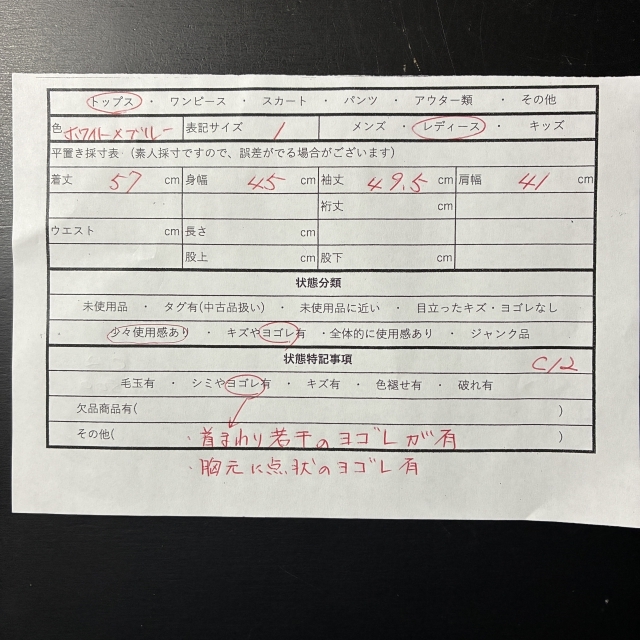 トップス ・ ワンピース ・ スカート ・ パンツ ・ アウター類 ・ その他
色 ホワイト×ブルー 表記サイズ 1 メンズ ・ レディース ・ キッズ
平置き採寸表（素人採寸ですので、誤差がでる場合がございます）
着丈 57 cm 身幅 45 cm 袖丈 49.5 cm 肩幅 41 cm
裄丈 cm
ウエスト cm 長さ cm
股上 cm 股下 cm
状態分類
未使用品 ・ タグ有(中古品扱い) ・ 未使用品に近い ・ 目立ったキズ・ヨゴレなし
・ 少々使用感あり ・ キズやヨゴレ有 ・全体的に使用感あり ・ ジャンク品
状態特記事項 C12
毛玉有 ・ シミやヨゴレ有 ・ キズ有 ・ 色褪せ有 ・ 破れ有
欠品商品有( )
その他( ・首まわり若干のヨゴレが有 )
・胸元に点状のヨゴレ有